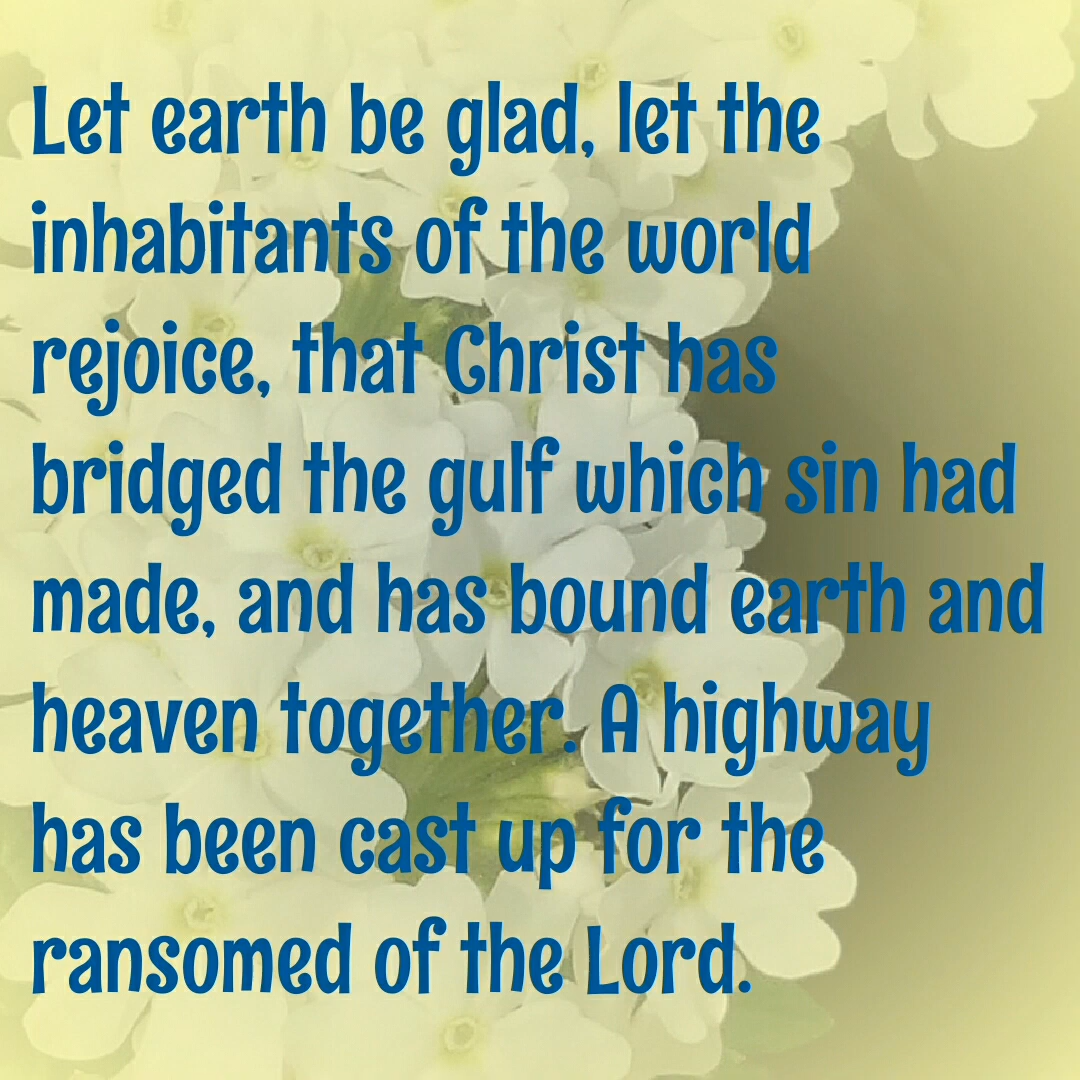 Let earth be glad, let the
inhabitants of the world
rejoice, that Christ has
bridged the gulf which sin had
made, and has bound earth and
heaven together. A highway
has been cast up for the
ransomed of the Lord.